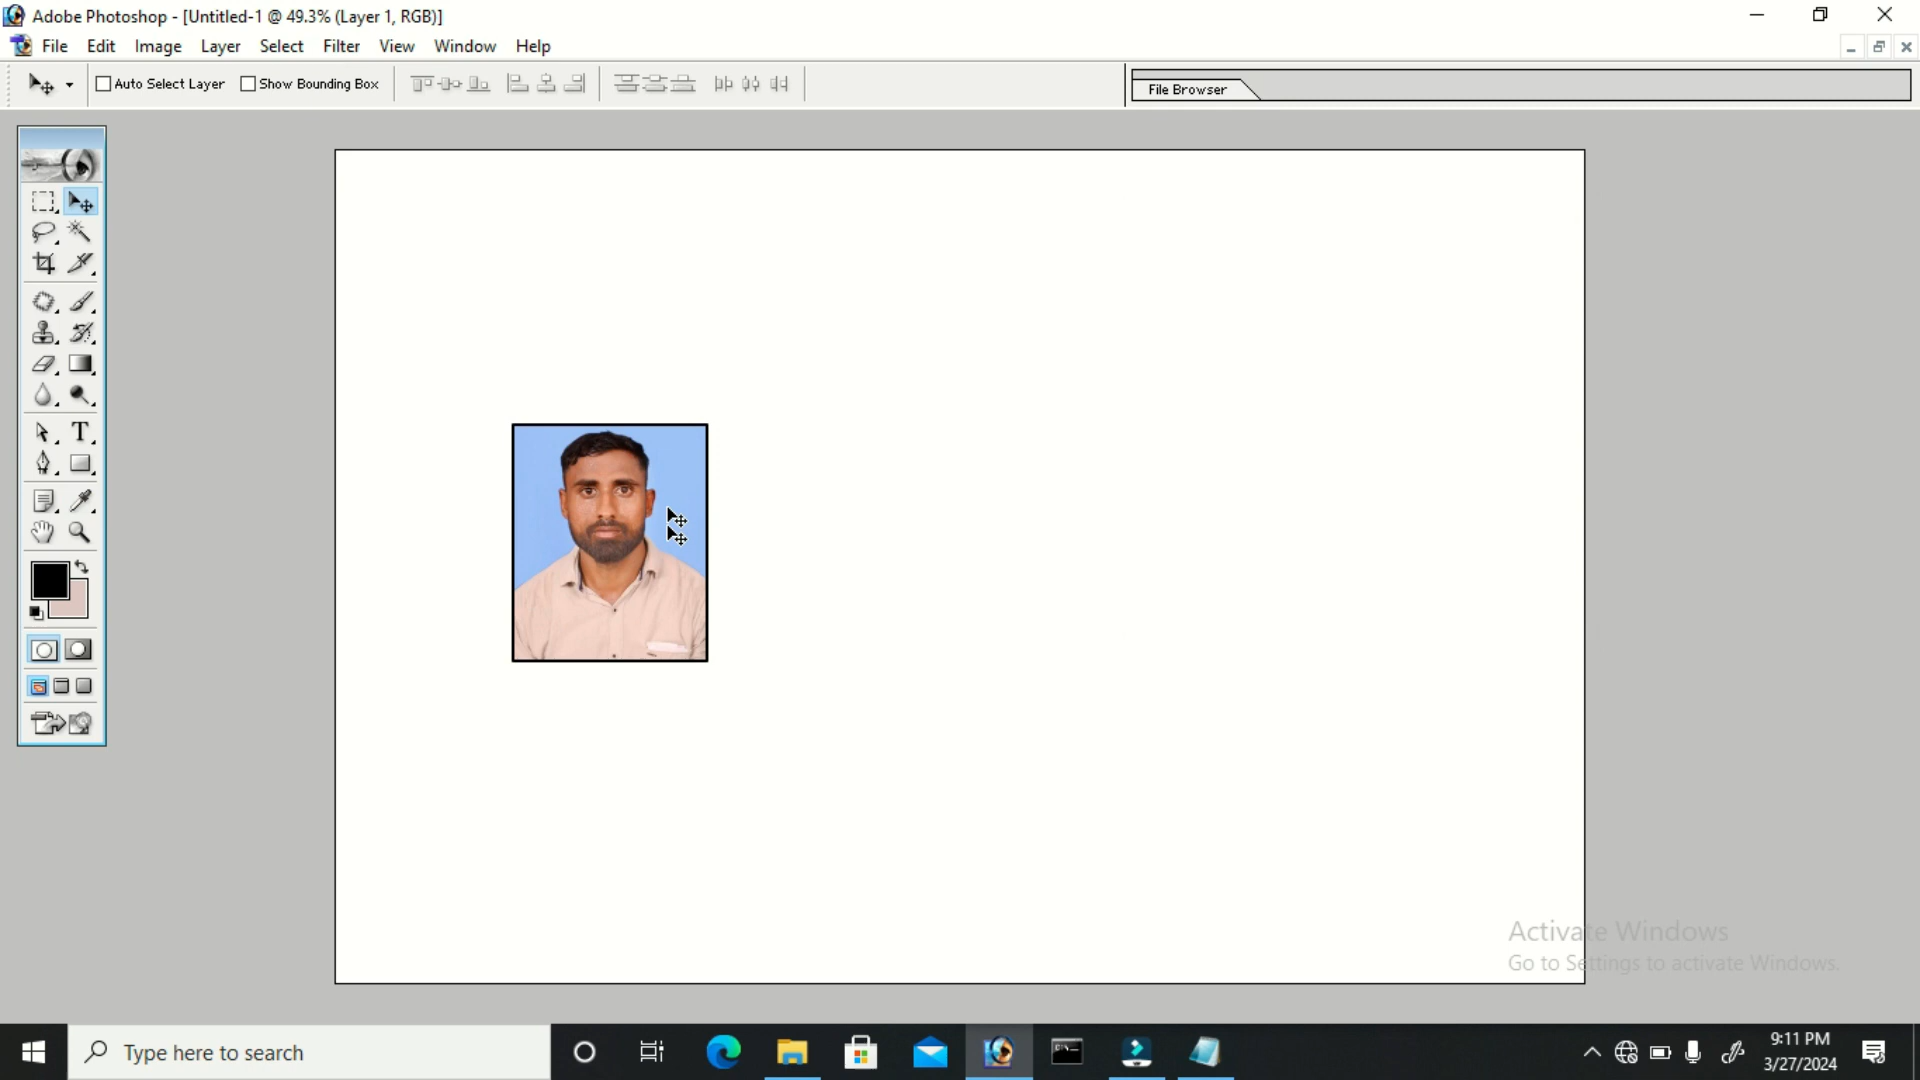 Adobe Photoshop - [Untitled-1 @ 49.3% (Layer 1, RGB)]
File Edit Image Layer Select Filter View Window Help
Auto Select Layer Show Bounding Box File Browser
T
Activate Windows
Go to Settings to activate Windows.
Type here to search
9:11 PM
3/27/2024